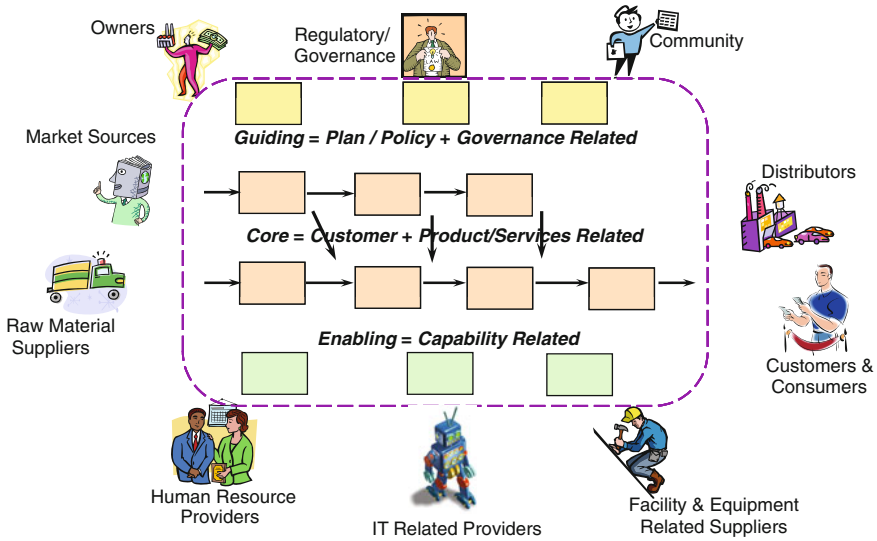 Owners
Regulatory/
Governance
Community
LAW
Guiding = Plan / Policy + Governance Related
Market Sources
Distributors
Core = Customer + Product/Services Related
Raw Material
Suppliers
Enabling = Capability Related
Customers &
Consumers
Human Resource
Providers
IT Related Providers
Facility & Equipment
Related Suppliers